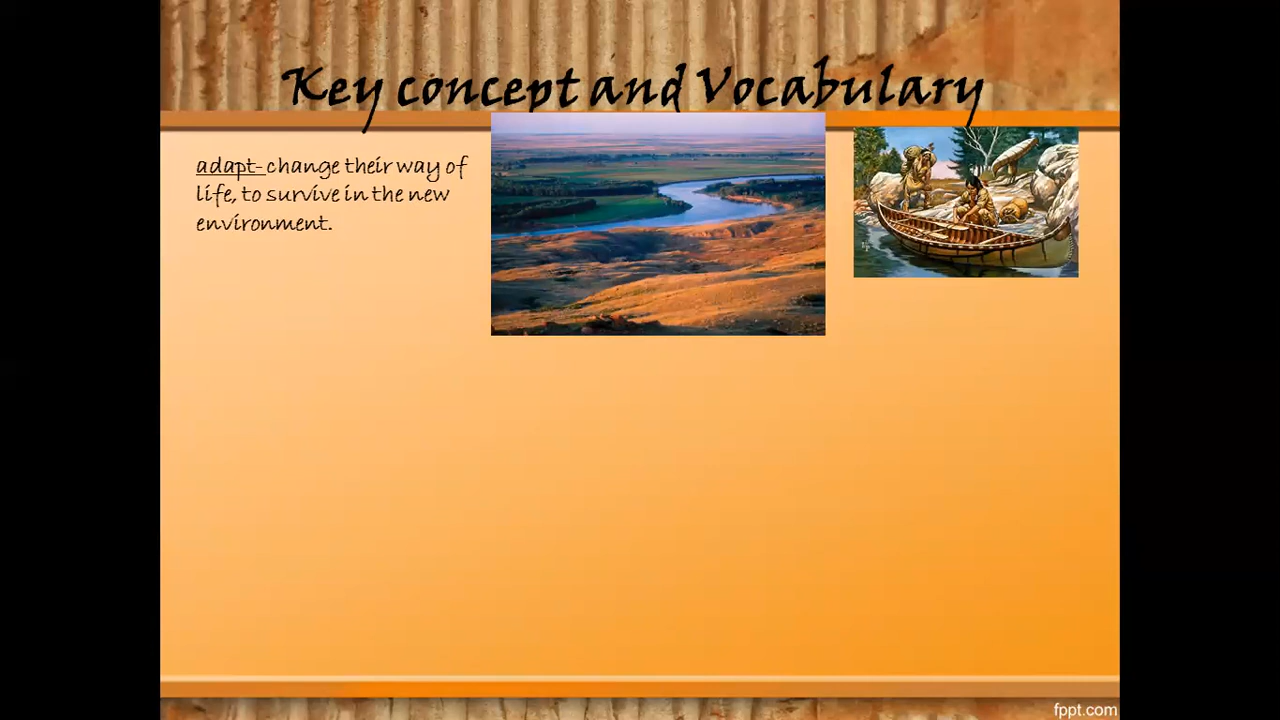 Key concept and Vocabulary
adapt- change their way of
life, to survive in the new
environment.
fppt.com